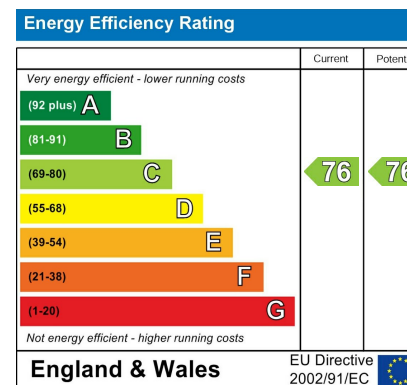 Energy Efficiency Rating
Current Potent
Very energy efficient - lower running costs
(92 plus) A
(81-91) B
(69-80) C 76 76
(55-68) D
(39-54) E
(21-38) F
(1-20) G
Not energy efficient - higher running costs
England & Wales EU Directive
2002/91/EC